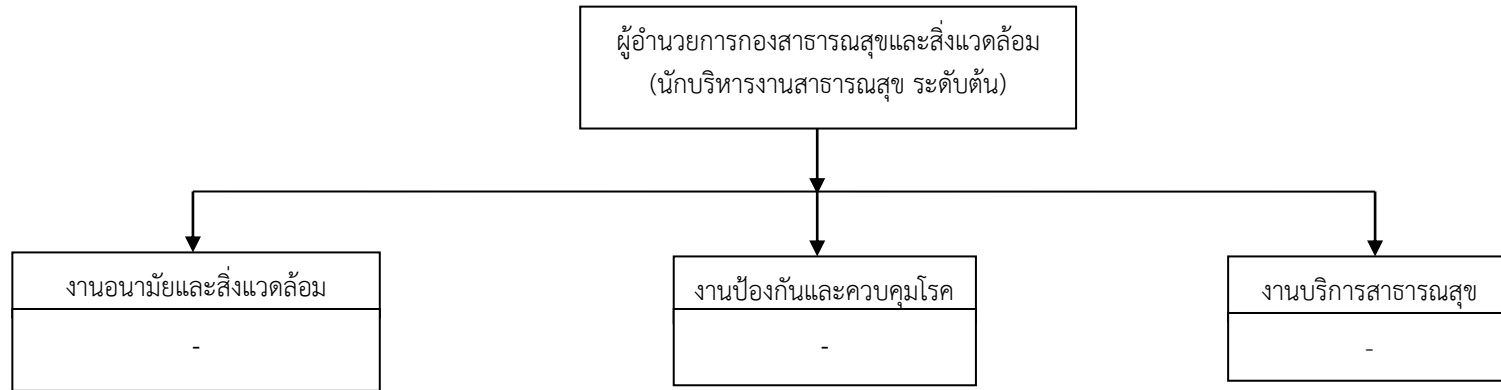 ผู้อำนวยการกองสาธารณสุขและสิ่งแวดล้อม
(นักบริหารงานสาธารณสุข ระดับต้น)
งานอนามัยและสิ่งแวดล้อม
-
งานป้องกันและควบคุมโรค
-
งานบริการสาธารณสุข
-